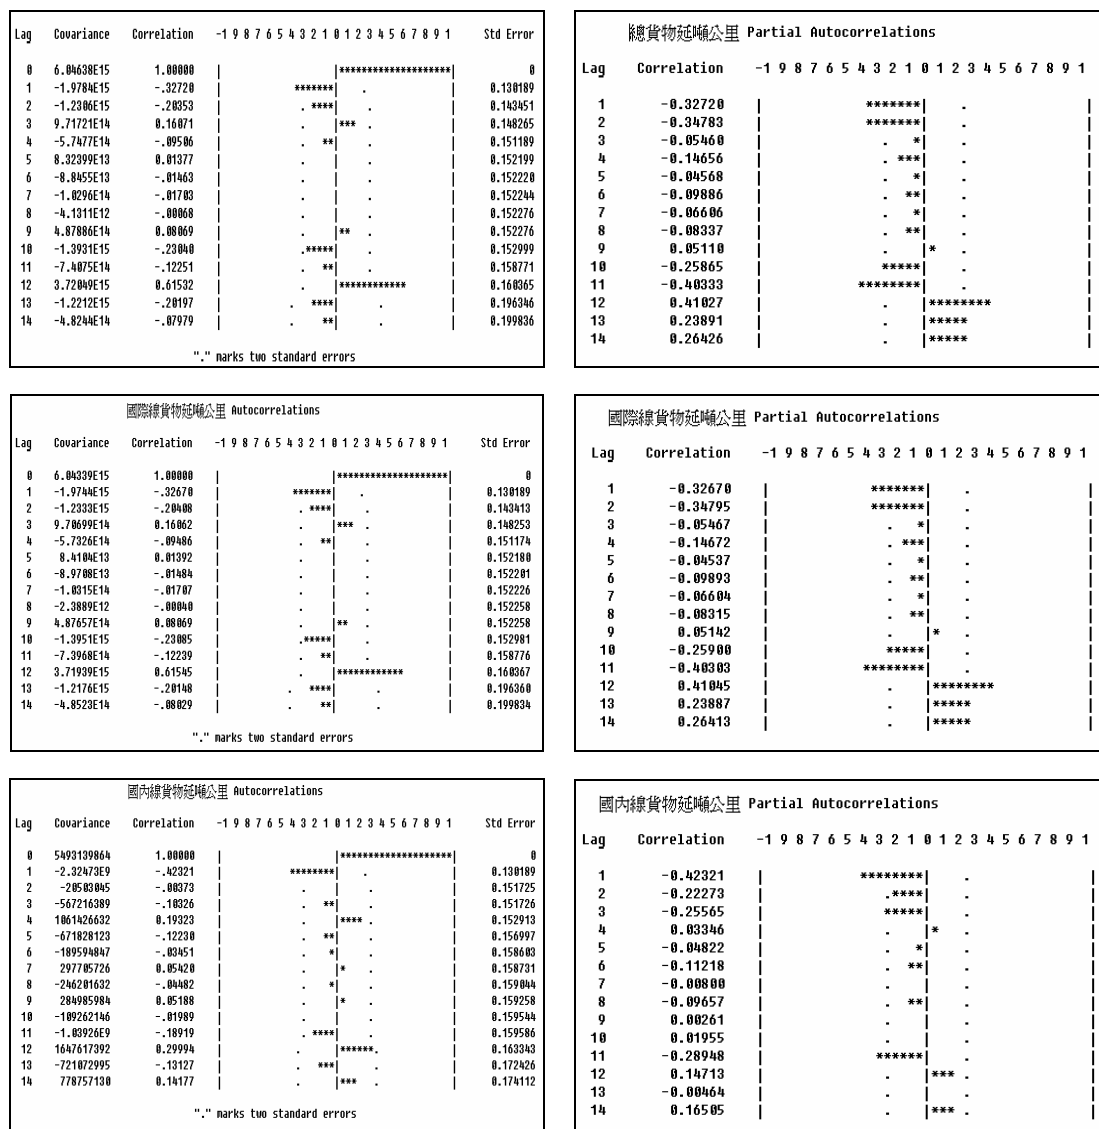 Lag Covariance Correlation -1 9 8 7 6 5 4 3 2 1 0 1 2 3 4 5 6 7 8 9 1 Std Error
0 6.04638E15 1.00000 | |********************| 0
1 -1.9784E15 -.32720 | *******| . | 0.130189
2 -1.2306E15 -.20353 | . ****| . | 0.143451
3 9.71721E14 0.16071 | . |*** . | 0.148265
4 -5.7477E14 -.09506 | . **| . | 0.151189
5 8.32399E13 0.01377 | . | . | 0.152199
6 -8.8455E13 -.01463 | . | . | 0.152220
7 -1.0296E14 -.01703 | . | . | 0.152244
8 -4.1311E12 -.00068 | . | . | 0.152276
9 4.87886E14 0.08069 | . |** . | 0.152276
10 -1.3931E15 -.23040 | .*****| . | 0.152999
11 -7.4075E14 -.12251 | . **| . | 0.158771
12 3.72049E15 0.61532 | . |************ | 0.160365
13 -1.2212E15 -.20197 | . ****| . | 0.196346
14 -4.8244E14 -.07979 | . **| . | 0.199836
"." marks two standard errors
總貨物延噸公里 Partial Autocorrelations
Lag Correlation -1 9 8 7 6 5 4 3 2 1 0 1 2 3 4 5 6 7 8 9 1
1 -0.32720 | *******| . |
2 -0.34783 | *******| . |
3 -0.05460 | . *| . |
4 -0.14656 | . ***| . |
5 -0.04568 | . *| . |
6 -0.09886 | . **| . |
7 -0.06606 | . *| . |
8 -0.08337 | . **| . |
9 0.05110 | . |* . |
10 -0.25865 | *****| . |
11 -0.40333 | ********| . |
12 0.41027 | . |******** |
13 0.23891 | . |***** |
14 0.26426 | . |***** |
國際線貨物延噸公里 Autocorrelations
Lag Covariance Correlation -1 9 8 7 6 5 4 3 2 1 0 1 2 3 4 5 6 7 8 9 1 Std Error
0 6.04339E15 1.00000 | |********************| 0
1 -1.9744E15 -.32670 | *******| . | 0.130189
2 -1.2333E15 -.20408 | . ****| . | 0.143413
3 9.70699E14 0.16062 | . |*** . | 0.148253
4 -5.7326E14 -.09486 | . **| . | 0.151174
5 8.4104E13 0.01392 | . | . | 0.152180
6 -8.9708E13 -.01484 | . | . | 0.152201
7 -1.0315E14 -.01707 | . | . | 0.152226
8 -2.3889E12 -.00040 | . | . | 0.152258
9 4.87657E14 0.08069 | . |** . | 0.152258
10 -1.3951E15 -.23085 | .*****| . | 0.152981
11 -7.3968E14 -.12239 | . **| . | 0.158776
12 3.71939E15 0.61545 | . |************ | 0.160367
13 -1.2176E15 -.20148 | . ****| . | 0.196360
14 -4.8523E14 -.08029 | . **| . | 0.199834
"." marks two standard errors
國際線貨物延噸公里 Partial Autocorrelations
Lag Correlation -1 9 8 7 6 5 4 3 2 1 0 1 2 3 4 5 6 7 8 9 1
1 -0.32670 | *******| . |
2 -0.34795 | *******| . |
3 -0.05467 | . *| . |
4 -0.14672 | . ***| . |
5 -0.04537 | . *| . |
6 -0.09893 | . **| . |
7 -0.06604 | . *| . |
8 -0.08315 | . **| . |
9 0.05142 | . |* . |
10 -0.25900 | *****| . |
11 -0.40303 | ********| . |
12 0.41045 | . |******** |
13 0.23887 | . |***** |
14 0.26413 | . |***** |
國內線貨物延噸公里 Autocorrelations
Lag Covariance Correlation -1 9 8 7 6 5 4 3 2 1 0 1 2 3 4 5 6 7 8 9 1 Std Error
0 5493139864 1.00000 | |********************| 0
1 -2.32473E9 -.42321 | ********| . | 0.130189
2 -20503045 -.00373 | . | . | 0.151725
3 -567216389 -.10326 | . **| . | 0.151726
4 1061426632 0.19323 | . |**** . | 0.152913
5 -671828123 -.12230 | . **| . | 0.156997
6 -189594847 -.03451 | . *| . | 0.158603
7 297705726 0.05420 | . |* . | 0.158731
8 -246201632 -.04482 | . *| . | 0.159044
9 284985984 0.05188 | . |* . | 0.159258
10 -109262146 -.01989 | . | . | 0.159544
11 -1.03926E9 -.18919 | . ****| . | 0.159586
12 1647617392 0.29994 | . |******. | 0.163343
13 -721072995 -.13127 | . ***| . | 0.172426
14 778757130 0.14177 | . |*** . | 0.174112
"." marks two standard errors
國內線貨物延噸公里 Partial Autocorrelations
Lag Correlation -1 9 8 7 6 5 4 3 2 1 0 1 2 3 4 5 6 7 8 9 1
1 -0.42321 | ********| . |
2 -0.22273 | .****| . |
3 -0.25565 | *****| . |
4 0.03346 | . |* . |
5 -0.04822 | . *| . |
6 -0.11218 | . **| . |
7 -0.00800 | . | . |
8 -0.09657 | . **| . |
9 0.00261 | . | . |
10 0.01955 | . | . |
11 -0.28948 | ******| . |
12 0.14713 | . |*** . |
13 -0.00464 | . | . |
14 0.16505 | . |*** . |